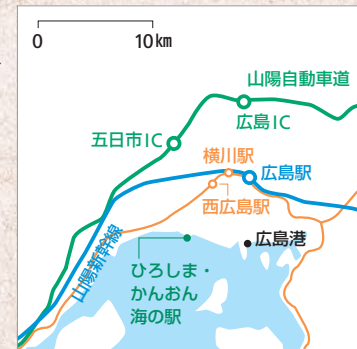 0 10km
山陽自動車道
広島IC
五日市IC
横川駅
広島駅
西広島駅
山陽新幹線
広島港
ひろしま・
かんおん
海の駅